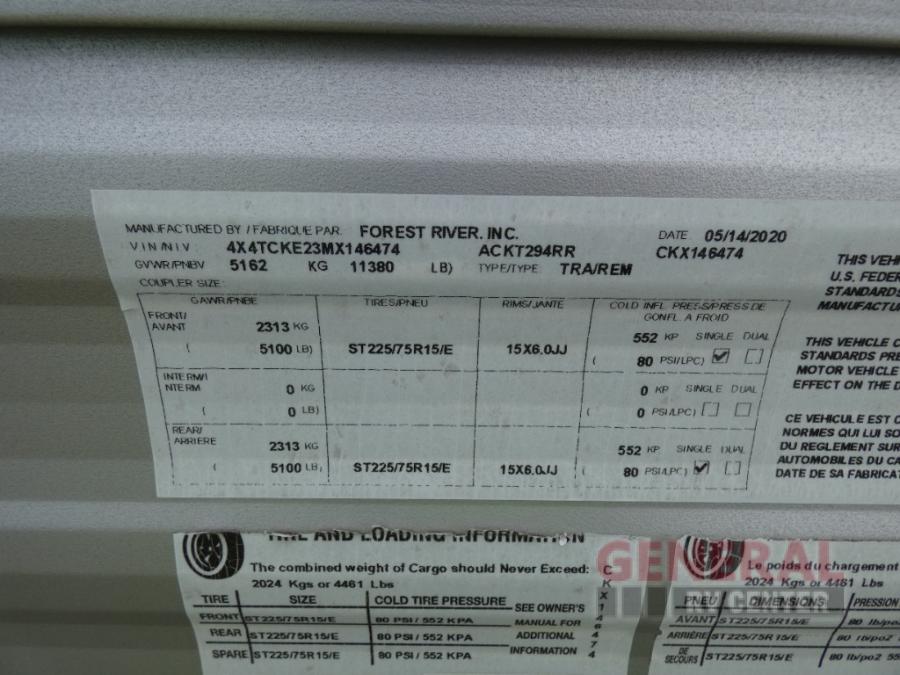 MANUFACTURED BY / FABRIQUE PAR. FOREST RIVER. INC. DATE 05/14/2020
VIN/NIV: 4X4TCKE23MX146474 ACKT294RR CKX146474
GVWR/PNBV 5162 KG 11380 LB) TYPE/TYPE: TRA/REM
COUPLER SIZE:
GAWR/PNBE TIRES/PNEU RIMS/JANTE COLD INFL. PRESS/PRESS DE
GONFL. A FROID
FRONT/
AVANT 2313 KG 552 KP SINGLE DUAL
( 5100 LB) ST225/75R15/E 15X6.0JJ ( 80 PSI/LPC)
INTERM/I
NTERM 0 KG 0 KP SINGLE DUAL
( 0 LB) ( 0 PSI/LPC)
REAR/
ARRIERE 2313 KG 552 KP SINGLE DUAL
( 5100 LB) ST225/75R15/E 15X6.0JJ ( 80 PSI/LPC)
THIS VEH
U.S. FEDER
STANDARDS
MANUFACTU
THIS VEHICLE C
STANDARDS PRE
MOTOR VEHICLE
EFFECT ON THE D
CE VEHICULE EST C
NORMES QUI LUI SO
DU REGLEMENT SUR
AUTOMOBILES DU CA
DATE DE SA FABRICAT
TIRE AND LOADING INFORMATION
The combined weight of Cargo should Never Exceed:
2024 Kgs or 4461 Lbs
TIRE SIZE COLD TIRE PRESSURE SEE OWNER'S
MANUAL FOR
ADDITIONAL
INFORMATION
FRONT ST225/75R15/E 80 PSI / 552 KPA
REAR ST225/75R15/E 80 PSI / 552 KPA
SPARE ST225/75R15/E 80 PSI / 552 KPA
CKX146474
Le poids du chargement
2024 Kgs or 4461 Lbs
PNEU DIMENSIONS PRESSION
AVANT ST225/75R15/E 80 lb/po
ARRIÈRE ST225/75R15/E 80 lb/po2
DE
SECOURS ST225/75R15/E 80 lb/po2 55
GENERAL
RV CENTER